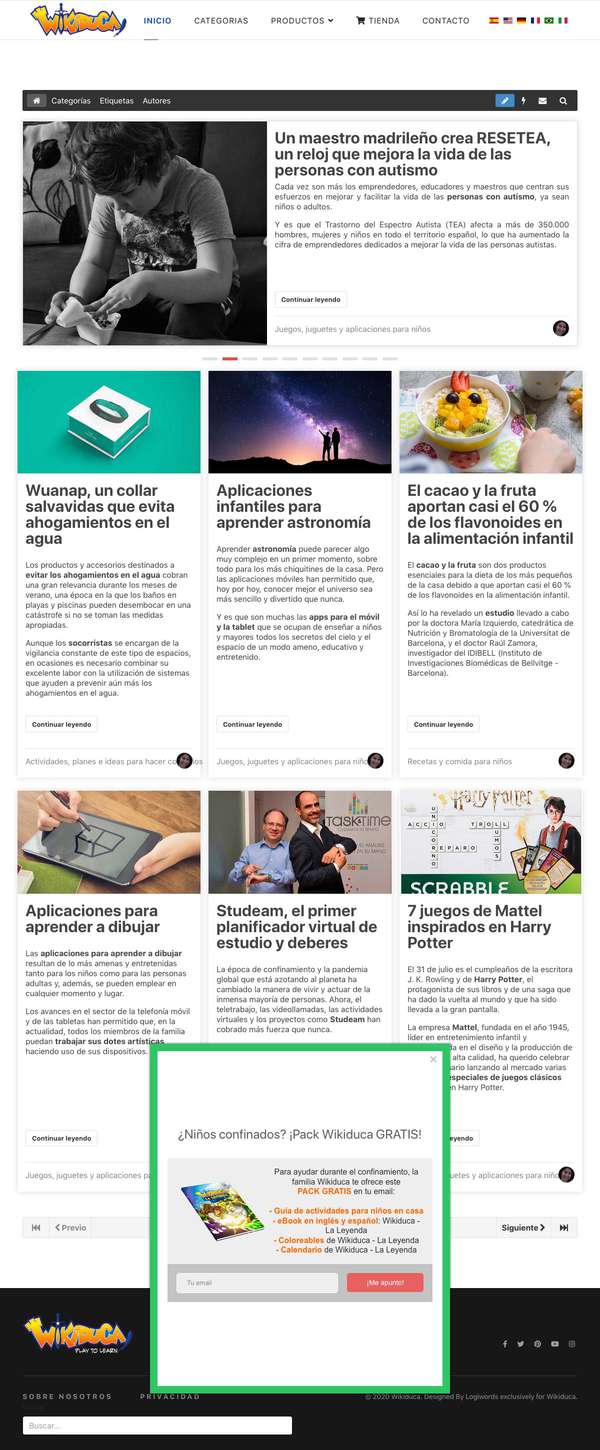 WIKIDUCA
INICIO
CATEGORIAS
PRODUCTOS
TIENDA
CONTACTO
Categorías
Etiquetas
Autores
Un maestro madrileño crea RESETEA,
un reloj que mejora la vida de las
personas con autismo
Cada vez son más los emprendedores, educadores y maestros que centran sus
esfuerzos en mejorar y facilitar la vida de las personas con autismo, ya sean
niños o adultos.
Y es que el Trastorno del Espectro Autista (TEA) afecta a más de 350.000
hombres, mujeres y niños en todo el territorio español, lo que ha aumentado la
cifra de emprendedores dedicados a mejorar la vida de las personas autistas.
Continuar leyendo
Juegos, juguetes y aplicaciones para niños
Wuanap, un collar
salvavidas que evita
ahogamientos en el
agua
Los productos y accesorios destinados a
evitar los ahogamientos en el agua cobran
una gran relevancia durante los meses de
verano, una época en la que los baños en
playas y piscinas pueden desembocar en una
catástrofe si no se toman las medidas
apropiadas.
Aunque los socorristas se encargan de la
vigilancia constante de este tipo de espacios,
en ocasiones es necesario combinar su
excelente labor con la utilización de sistemas
que ayuden a prevenir aún más los
ahogamientos en el agua.
Continuar leyendo
Actividades, planes e ideas para hacer co
os
Aplicaciones
infantiles para
aprender astronomía
Aprender astronomía puede parecer algo
muy complejo en un primer momento, sobre
todo para los más chiquitines de la casa. Pero
las aplicaciones móviles han permitido que,
hoy por hoy, conocer mejor el universo sea
más sencillo y divertido que nunca.
Y es que son muchas las apps para el móvil
y la tablet que se ocupan de enseñar a niños
y mayores todos los secretos del cielo y el
espacio de un modo ameno, educativo y
entretenido.
Continuar leyendo
Juegos, juguetes y aplicaciones para niño
El cacao y la fruta
aportan casi el 60 %
de los flavonoides en
la alimentación infantil
El cacao y la fruta son dos productos
esenciales para la dieta de los más pequeños
de la casa debido a que aportan casi el 60 %
de los flavonoides en la alimentación infantil.
Así lo ha revelado un estudio llevado a cabo
por la doctora María Izquierdo, catedrática de
Nutrición y Bromatología de la Universitat de
Barcelona, y el doctor Raúl Zamora,
investigador del IDIBELL (Instituto de
Investigaciones Biomédicas de Bellvitge -
Barcelona).
Continuar leyendo
Recetas y comida para niños
TASK&TIME
Harry Potter
UNICORNIO
ACCIO
TROLL
LUMOS
REPARO
SCRABBLE
Aplicaciones para
aprender a dibujar
Las aplicaciones para aprender a dibujar
resultan de lo más amenas y entretenidas
tanto para los niños como para las personas
adultas y, además, se pueden emplear en
cualquier momento y lugar.
Los avances en el sector de la telefonía móvil
y de las tabletas han permitido que, en la
actualidad, todos los miembros de la familia
puedan trabajar sus dotes artísticas
haciendo uso de sus dispositivos.
Continuar leyendo
Juegos, juguetes y aplicaciones para
Studeam, el primer
planificador virtual de
estudio y deberes
La época de confinamiento y la pandemia
global que está azotando al planeta ha
cambiado la manera de vivir y actuar de la
inmensa mayoría de personas. Ahora, el
teletrabajo, las videollamadas, las actividades
virtuales y los proyectos como Studeam han
cobrado más fuerza que nunca.
7 juegos de Mattel
inspirados en Harry
Potter
El 31 de julio es el cumpleaños de la escritora
J. K. Rowling y de Harry Potter, el
protagonista de sus libros y de una saga que
ha dado la vuelta al mundo y que ha sido
llevada a la gran pantalla.
La empresa Mattel, fundada en el año 1945,
líder en entretenimiento infantil y
da en el diseño y la producción de
alta calidad, ha querido celebrar
ario lanzando al mercado varias
especiales de juegos clásicos
en Harry Potter.
leyendo
juguetes y aplicaciones para niño
×
¿Niños confinados? ¡Pack Wikiduca GRATIS!
Para ayudar durante el confinamiento, la
familia Wikiduca te ofrece este
PACK GRATIS en tu email:
- Guía de actividades para niños en casa
- eBook en inglés y español: Wikiduca -
La Leyenda
- Coloreables de Wikiduca - La Leyenda
- Calendario de Wikiduca - La Leyenda
Tu email
¡Me apunto!
Previo
Siguiente
WIKIDUCA
PLAY TO LEARN
SOBRE NOSOTROS
PRIVACIDAD
© 2020 Wikiduca. Designed By Logiwords exclusively for Wikiduca.
Buscar...